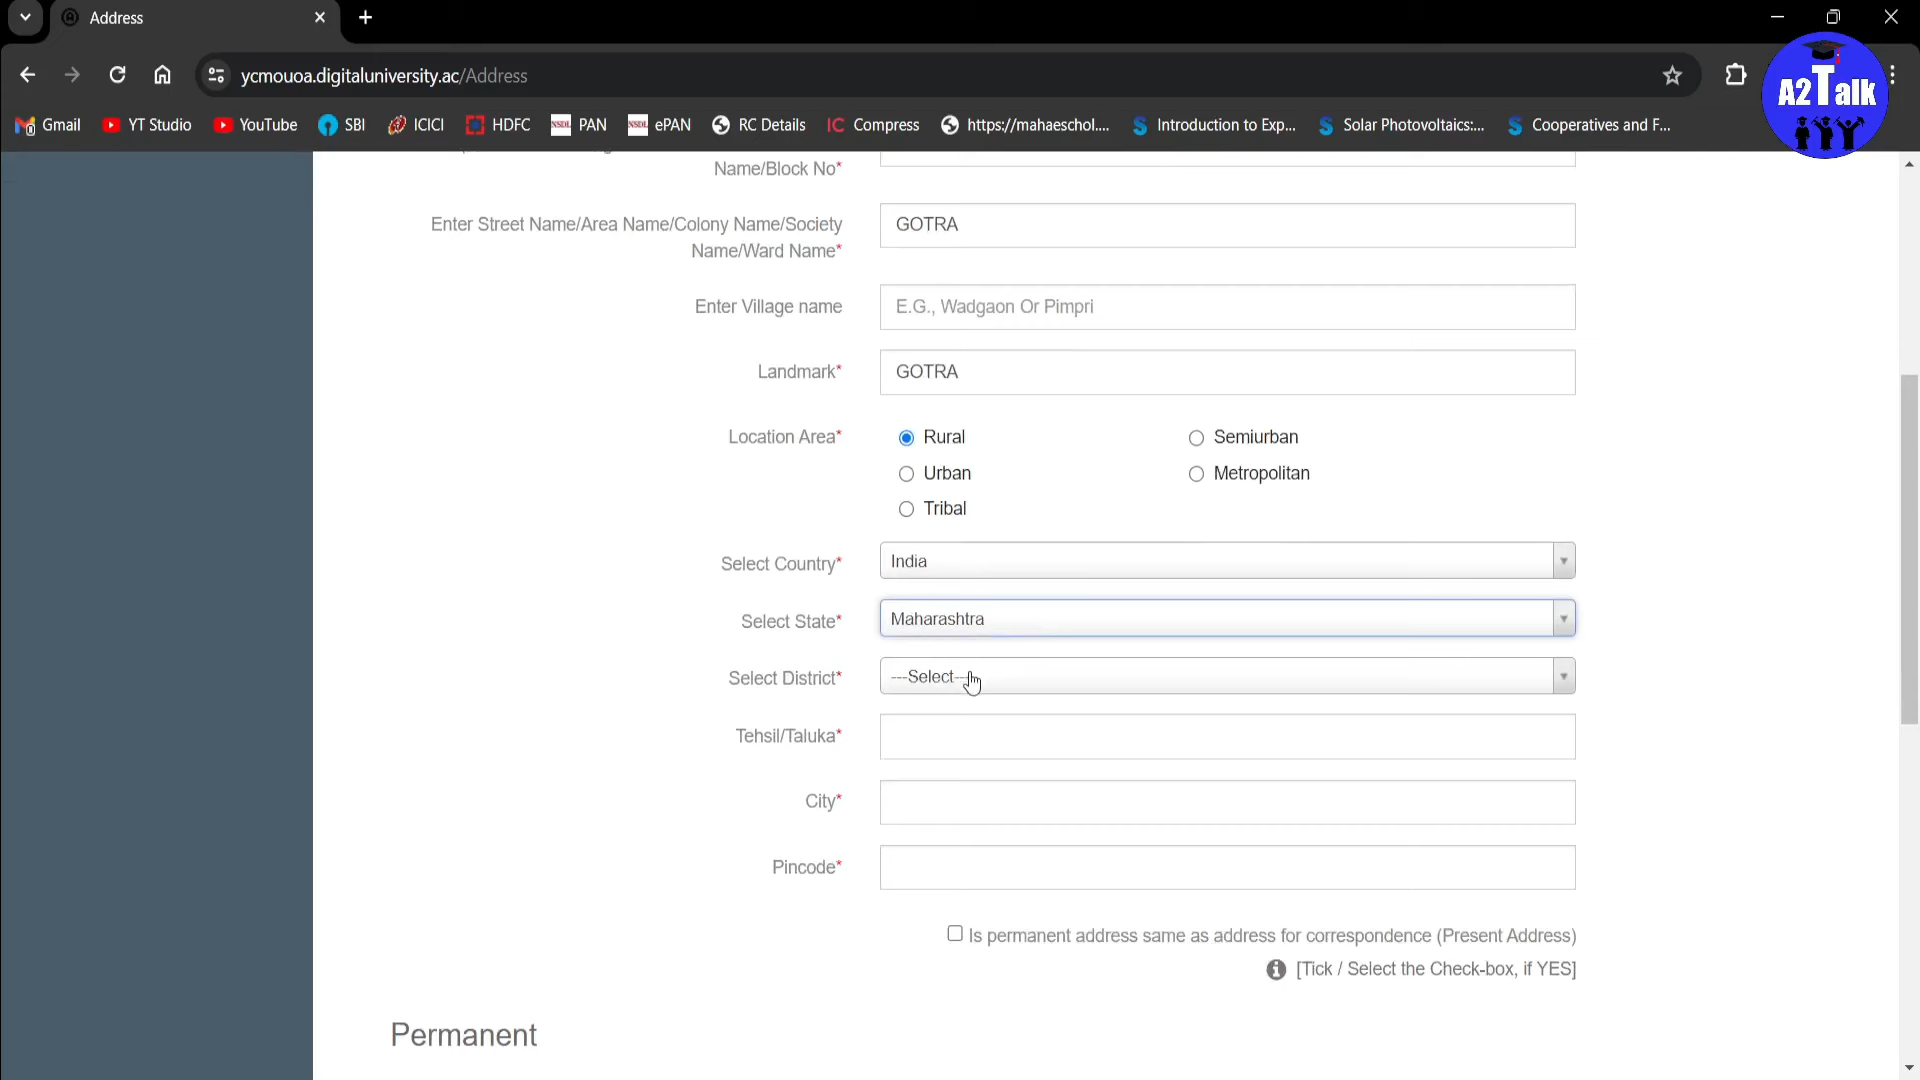 Address
ycmouoa.digitaluniversity.ac/Address
A2Talk
Gmail YT Studio YouTube SBI ICICI HDFC NSDL PAN NSDL ePAN RC Details IC Compress https://mahaeschol.... Introduction to Exp... Solar Photovoltaics:... Cooperatives and F...
Name/Block No*
Enter Street Name/Area Name/Colony Name/Society
Name/Ward Name*
GOTRA
Enter Village name
E.G., Wadgaon Or Pimpri
Landmark*
GOTRA
Location Area*
Rural
Semiurban
Urban
Metropolitan
Tribal
Select Country*
India
Select State*
Maharashtra
Select District*
---Select---
Tehsil/Taluka*
City*
Pincode*
Is permanent address same as address for correspondence (Present Address)
[Tick / Select the Check-box, if YES]
Permanent